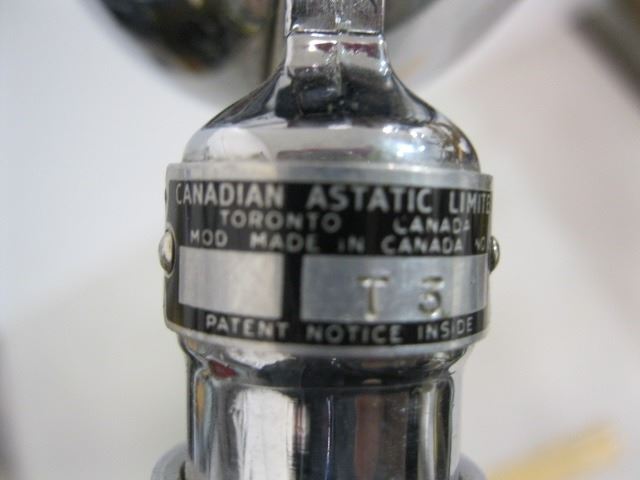 CANADIAN ASTATIC LIMITE
TORONTO CANADA
MOD MADE IN CANADA NO
T 3
PATENT NOTICE INSIDE